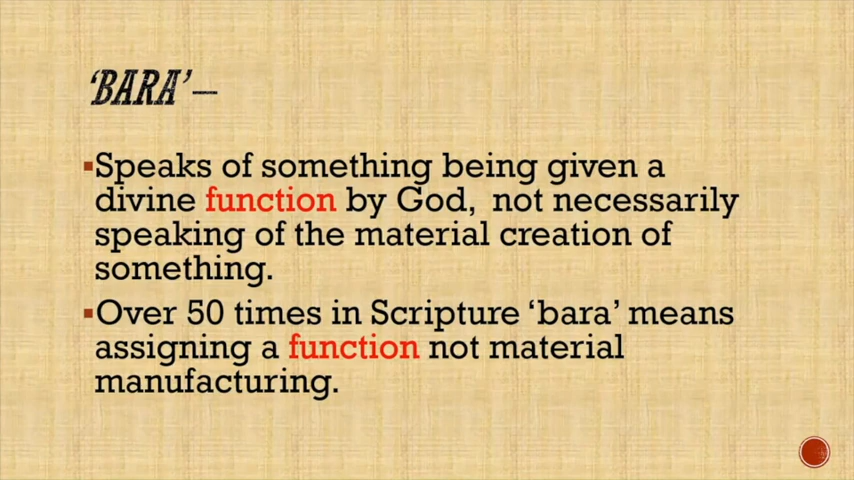 ‘BARA’ –
▪Speaks of something being given a
divine function by God,  not necessarily
speaking of the material creation of
something.
▪Over 50 times in Scripture ‘bara’ means
assigning a function not material
manufacturing.